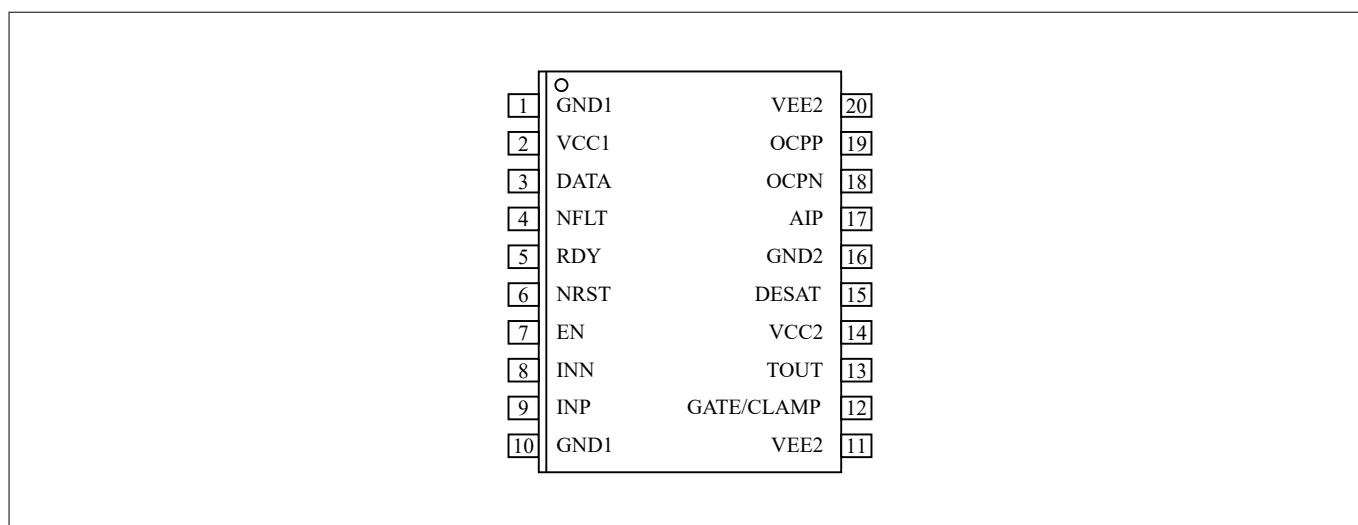 1 GND1 VEE2 20
2 VCC1 OCPP 19
3 DATA OCPN 18
4 NFLT AIP 17
5 RDY GND2 16
6 NRST DESAT 15
7 EN VCC2 14
8 INN TOUT 13
9 INP GATE/CLAMP 12
10 GND1 VEE2 11